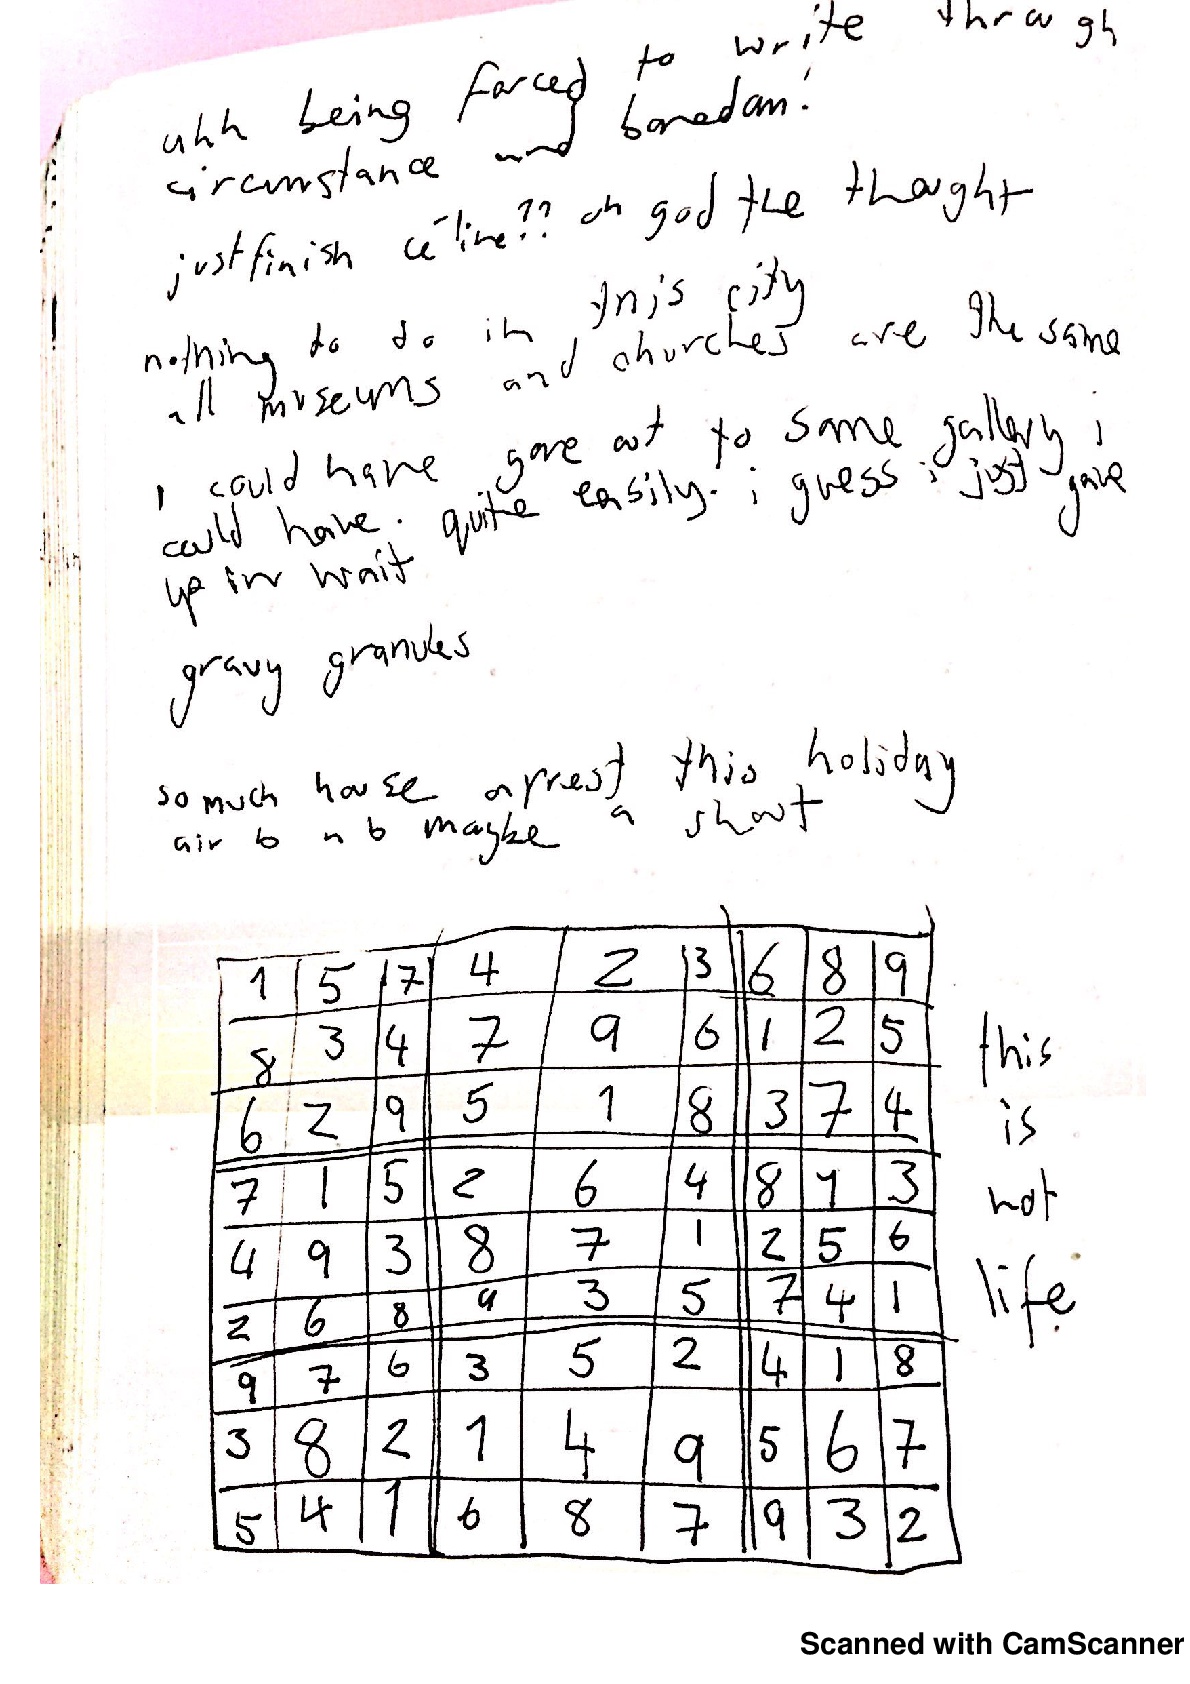 uhh being forced to write through
circumstance and boredom!
just finish céline?? oh god the thought
nothing to do in this city
all museums and churches are the same
i could have gone out to some gallery i
could have. quite easily. i guess i just gave
up in wait
gravy granules
so much house arrest this holiday
air b n b maybe a shout
1 5 7 4 2 3 6 8 9
8 3 4 7 9 6 1 2 5
6 2 9 5 1 8 3 7 4
7 1 5 2 6 4 8 9 3
4 9 3 8 7 1 2 5 6
2 6 8 9 3 5 7 4 1
9 7 6 3 5 2 4 1 8
3 8 2 1 4 9 5 6 7
5 4 1 6 8 7 9 3 2
this
is
not
life.
Scanned with CamScanner